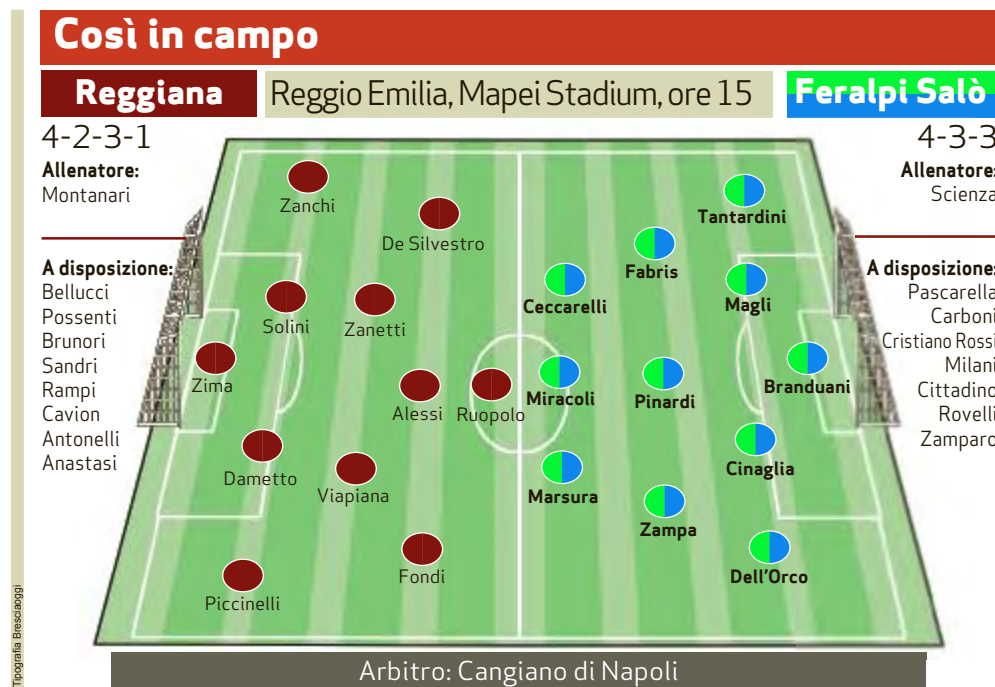 Così in campo
Reggiana
Reggio Emilia, Mapei Stadium, ore 15
Feralpi Salò
4-2-3-1
Allenatore:
Montanari
A disposizione:
Bellucci
Possenti
Brunori
Sandri
Rampi
Cavion
Antonelli
Anastasi
Zanchi
De Silvestro
Solini
Zanetti
Zima
Alessi
Ruopolo
Dametto
Viapiana
Fondi
Piccinelli
Tantardini
Fabris
Ceccarelli
Magli
Miracoli
Pinardi
Branduani
Cinaglia
Marsura
Zampa
Dell'Orco
4-3-3
Allenatore:
Scienza
A disposizione:
Pascarella
Carboni
Cristiano Rossi
Milani
Cittadino
Rovelli
Zamparo
Arbitro: Cangiano di Napoli
Tipografia Bresciaoggi